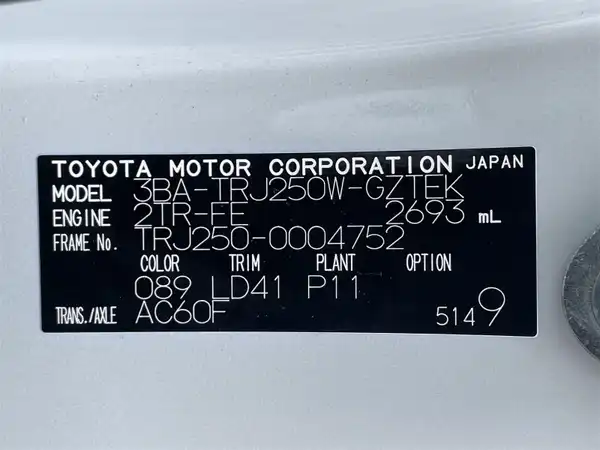 TOYOTA MOTOR CORPORATION JAPAN
MODEL 3BA-TRJ250W-GZTEK
ENGINE 2TR-FE 2693 mL
FRAME No. TRJ250-0004752
COLOR TRIM PLANT OPTION
089 LD41 P11
TRANS./AXLE AC60F 5149